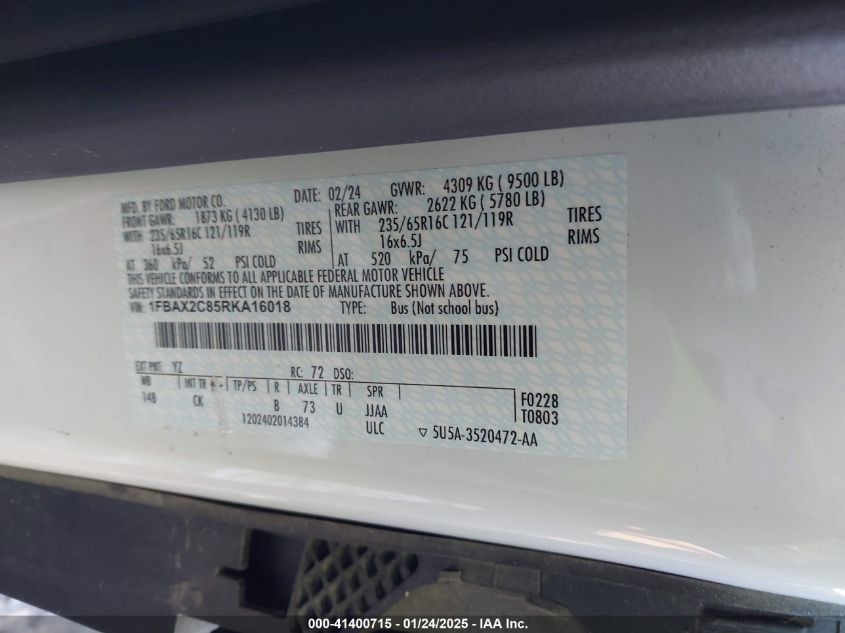 MFD. BY FORD MOTOR CO. DATE: 02/24 GVWR: 4309 KG ( 9500 LB)
FRONT GAWR: 1873 KG ( 4130 LB) REAR GAWR: 2622 KG ( 5780 LB)
WITH 235/65R16C 121/119R TIRES WITH 235/65R16C 121/119R TIRES
16x6.5J RIMS 16x6.5J RIMS
AT 360 kPa/ 52 PSI COLD AT 520 kPa/ 75 PSI COLD
THIS VEHICLE CONFORMS TO ALL APPLICABLE FEDERAL MOTOR VEHICLE
SAFETY STANDARDS IN EFFECT ON THE DATE OF MANUFACTURE SHOWN ABOVE.
VIN: 1FBAX2C85RKA16018 TYPE: Bus (Not school bus)
EXT PNT: YZ RC: 72 DSO:
WB INT TR TP/PS R AXLE TR SPR F0228
148 CK B 73 U JJAA T0803
1202402014384 ULC ▽ 5U5A-3520472-AA
000-41400715 - 01/24/2025 - IAA Inc.